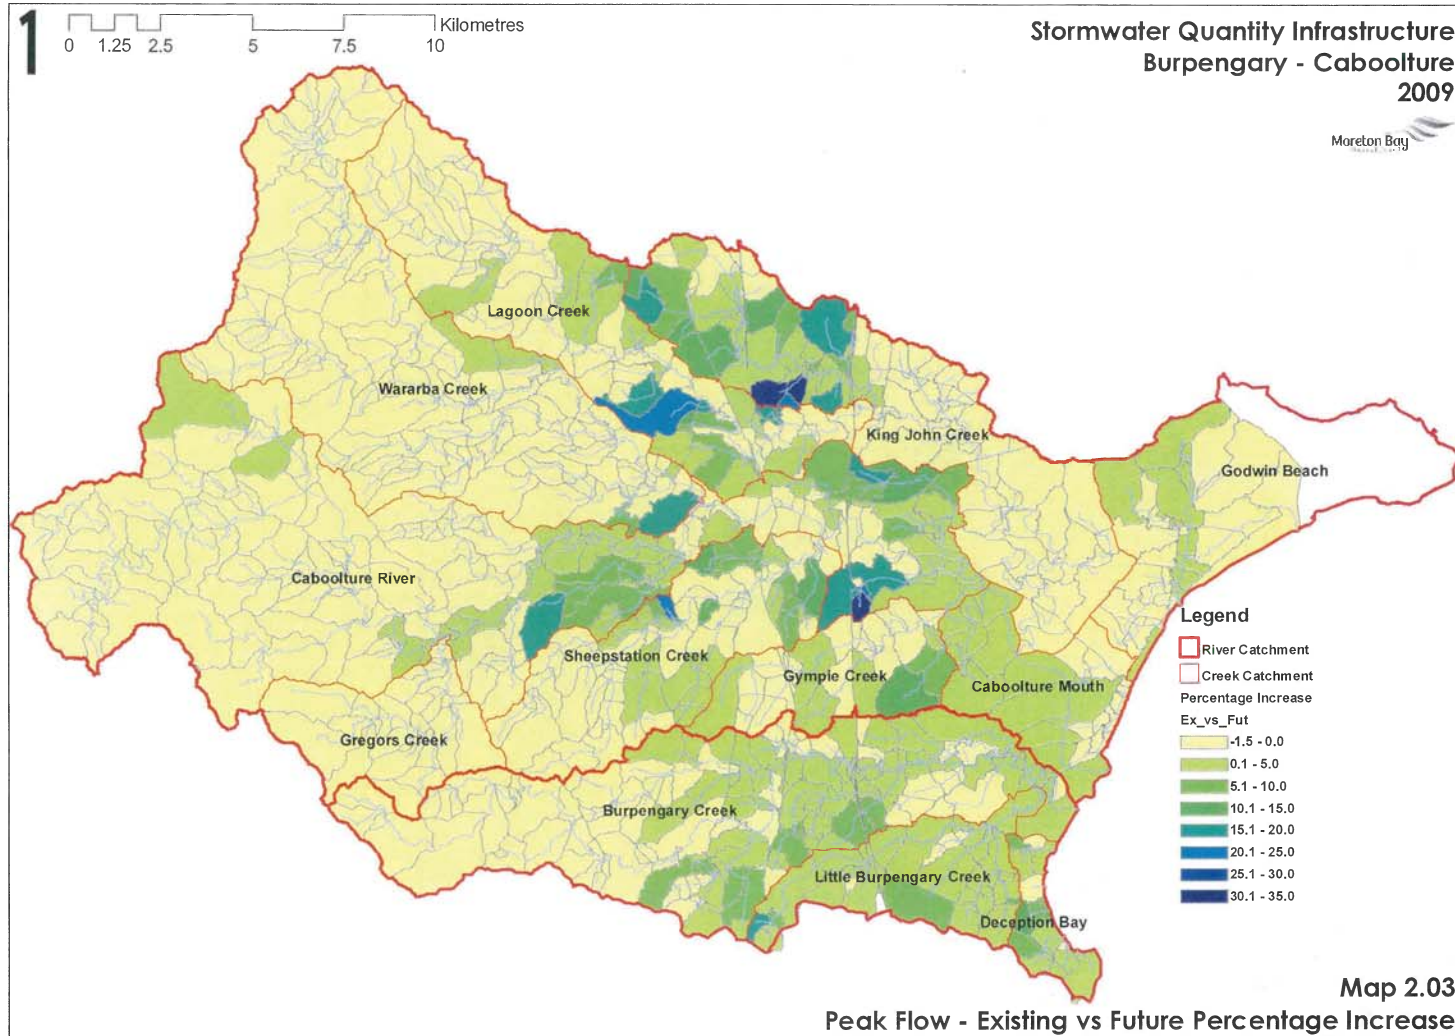 1
Kilometres
0 1.25 2.5 5 7.5 10
Stormwater Quantity Infrastructure
Burpengary - Caboolture
2009
Moreton Bay
Lagoon Creek
Wararba Creek
King John Creek
Godwin Beach
Caboolture River
Sheepstation Creek
Gympie Creek
Caboolture Mouth
Gregors Creek
Burpengary Creek
Little Burpengary Creek
Deception Bay
Legend
River Catchment
Creek Catchment
Percentage Increase
Ex_vs_Fut
-1.5 - 0.0
0.1 - 5.0
5.1 - 10.0
10.1 - 15.0
15.1 - 20.0
20.1 - 25.0
25.1 - 30.0
30.1 - 35.0
Map 2.03
Peak Flow - Existing vs Future Percentage Increase